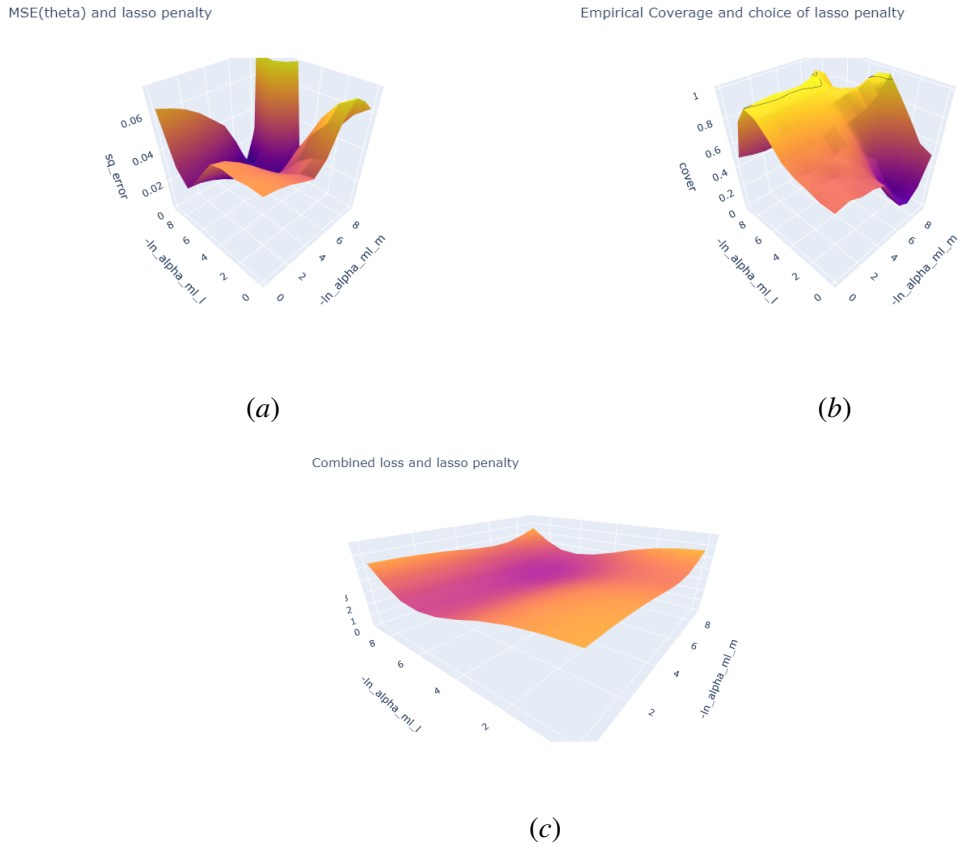 MSE(theta) and lasso penalty
Empirical Coverage and choice of lasso penalty
0.06
0.04
0.02
0
sq_error
8
6
4
2
0
-ln_alpha_ml_l
8
6
4
2
0
-ln_alpha_ml_m
1
0.8
0.6
0.4
0.2
0
cover
8
6
4
2
0
-ln_alpha_ml_l
8
6
4
2
0
-ln_alpha_ml_m
(a)
(b)
Combined loss and lasso penalty
2
1
0
8
6
4
2
-ln_alpha_ml_l
8
6
4
2
-ln_alpha_ml_m
(c)